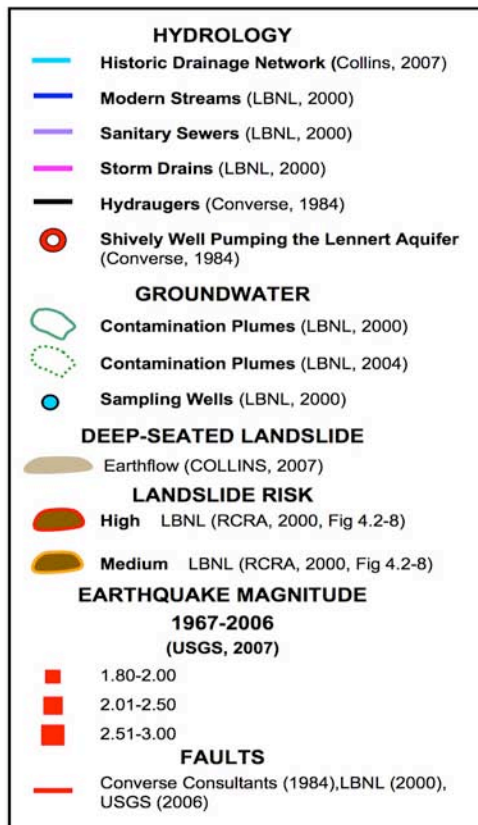 HYDROLOGY
Historic Drainage Network (Collins, 2007)
Modern Streams (LBNL, 2000)
Sanitary Sewers (LBNL, 2000)
Storm Drains (LBNL, 2000)
Hydraugers (Converse, 1984)
Shively Well Pumping the Lennert Aquifer
(Converse, 1984)
GROUNDWATER
Contamination Plumes (LBNL, 2000)
Contamination Plumes (LBNL, 2004)
Sampling Wells (LBNL, 2000)
DEEP-SEATED LANDSLIDE
Earthflow (COLLINS, 2007)
LANDSLIDE RISK
High LBNL (RCRA, 2000, Fig 4.2-8)
Medium LBNL (RCRA, 2000, Fig 4.2-8)
EARTHQUAKE MAGNITUDE
1967-2006
(USGS, 2007)
1.80-2.00
2.01-2.50
2.51-3.00
FAULTS
Converse Consultants (1984),LBNL (2000),
USGS (2006)